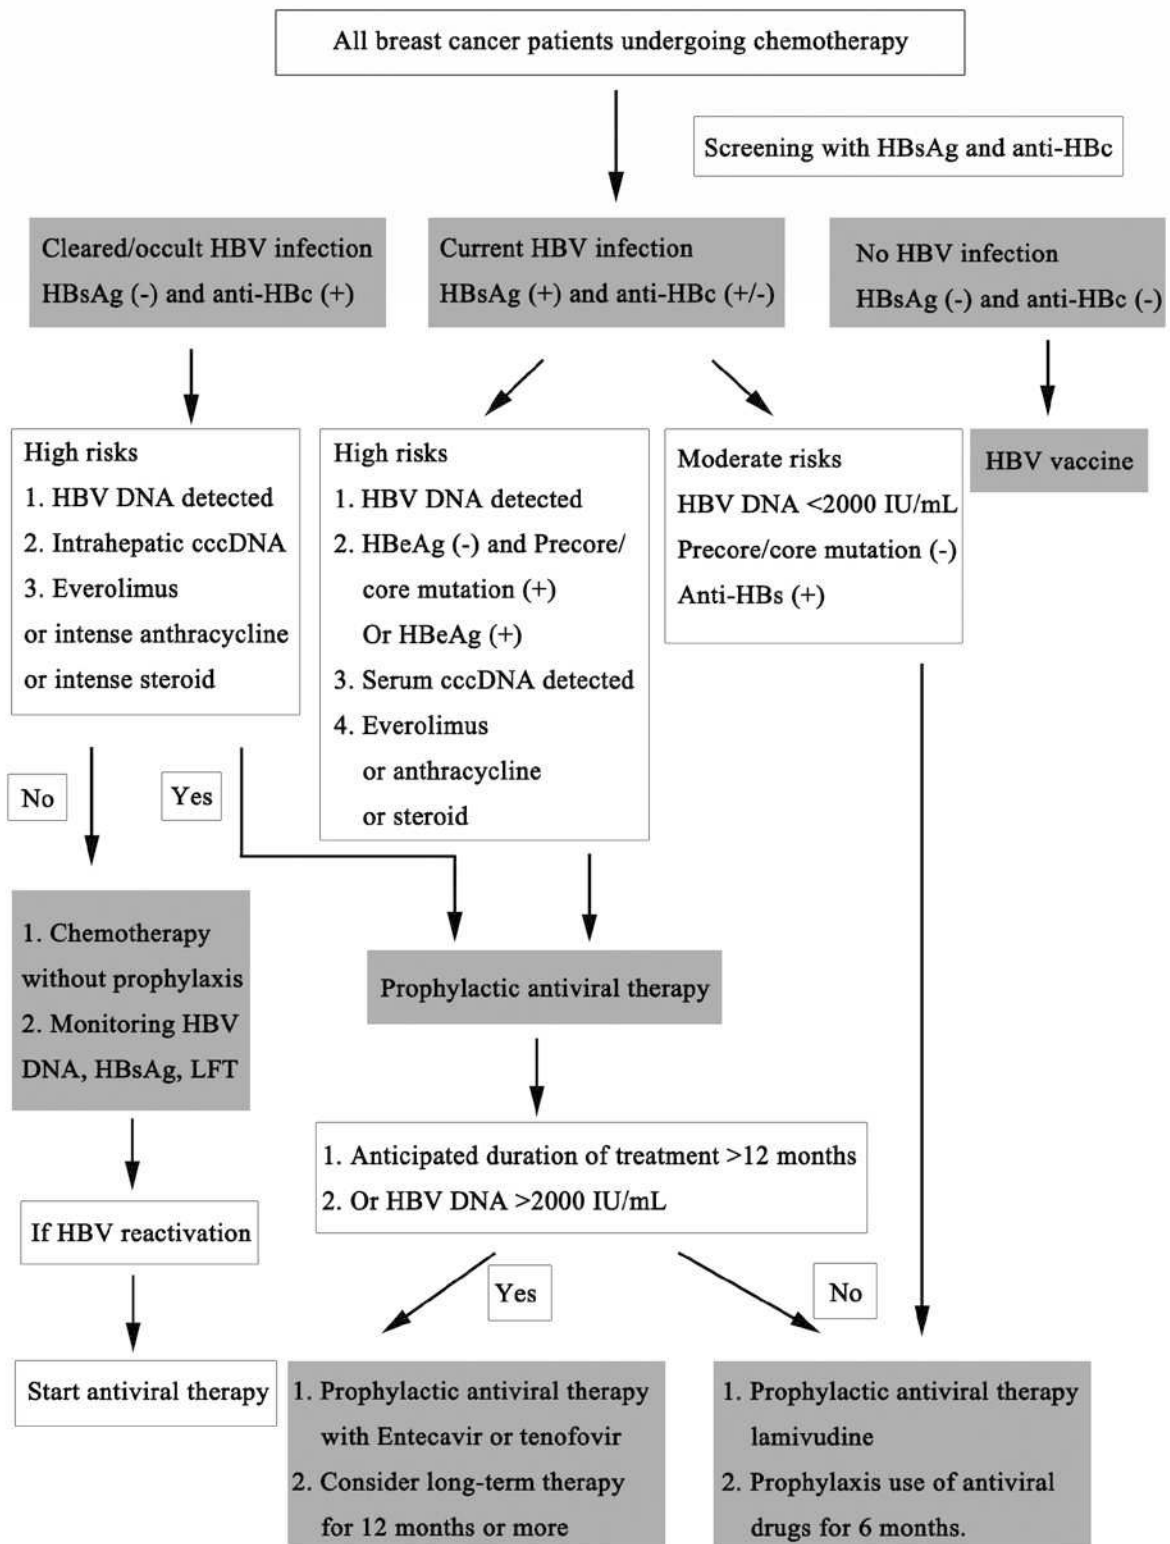 All breast cancer patients undergoing chemotherapy
Screening with HBsAg and anti-HBc
Cleared/occult HBV infection
HBsAg (-) and anti-HBc (+)
Current HBV infection
HBsAg (+) and anti-HBc (+/-)
No HBV infection
HBsAg (-) and anti-HBc (-)
High risks
1. HBV DNA detected
2. Intrahepatic cccDNA
3. Everolimus
or intense anthracycline
or intense steroid
High risks
1. HBV DNA detected
2. HBeAg (-) and Precore/
core mutation (+)
Or HBeAg (+)
3. Serum cccDNA detected
4. Everolimus
or anthracycline
or steroid
Moderate risks
HBV DNA <2000 IU/mL
Precore/core mutation (-)
Anti-HBs (+)
HBV vaccine
No
Yes
1. Chemotherapy
without prophylaxis
2. Monitoring HBV
DNA, HBsAg, LFT
Prophylactic antiviral therapy
1. Anticipated duration of treatment >12 months
2. Or HBV DNA >2000 IU/mL
If HBV reactivation
Yes
No
Start antiviral therapy
1. Prophylactic antiviral therapy
with Entecavir or tenofovir
2. Consider long-term therapy
for 12 months or more
1. Prophylactic antiviral therapy
lamivudine
2. Prophylaxis use of antiviral
drugs for 6 months.